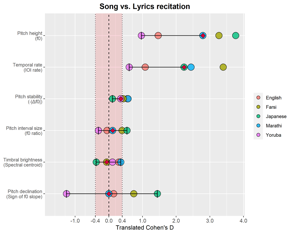 Song vs. Lyrics recitation
Pitch height
(f0)
Temporal rate
(IOI rate)
Pitch stability
(-|Δf0|)
Pitch interval size
(f0 ratio)
Timbral brightness
(Spectral centroid)
Pitch declination
(Sign of f0 slope)
English
Farsi
Japanese
Marathi
Yoruba
-1.0 -0.4 0.0 0.4 1.0 2.0 3.0 4.0
Translated Cohen's D